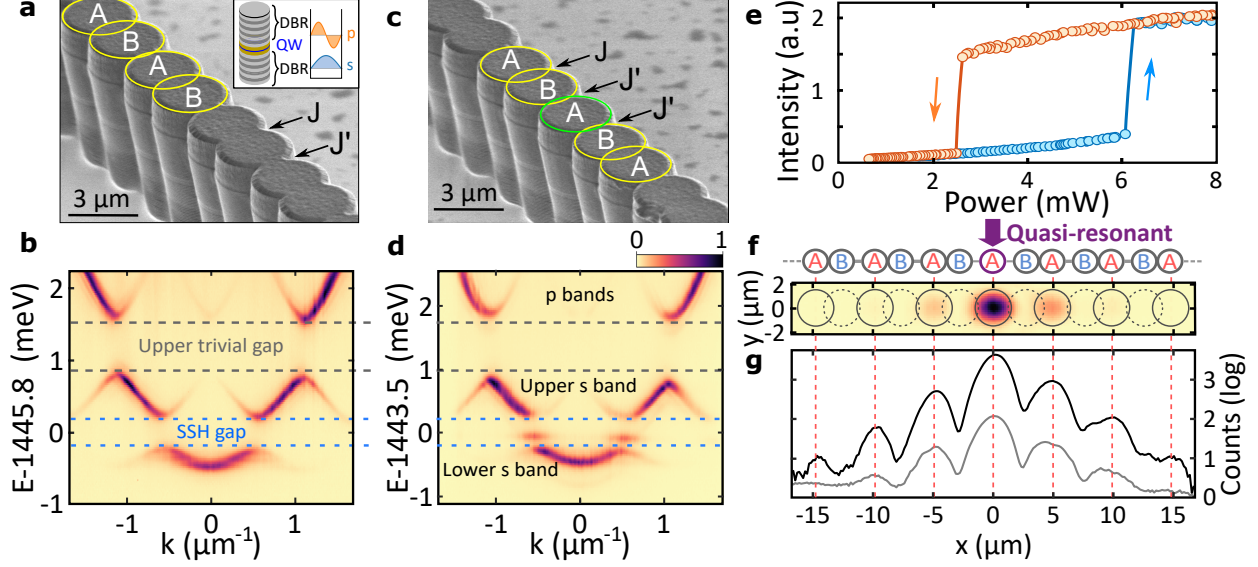 a
A
B
A
B
J
J'
3 μm
DBR
QW
DBR
p
s
c
A
B
A
B
A
J
J'
J'
3 μm
e
Intensity (a.u)
2
1
0
2
4
6
8
Power (mW)
Quasi-resonant
b
E-1445.8 (meV)
2
1
0
-1
Upper trivial gap
SSH gap
-1
0
1
k (μm⁻¹)
d
0
1
E-1443.5 (meV)
2
1
0
-1
p bands
Upper s band
Lower s band
-1
0
1
k (μm⁻¹)
f
A B A B A B A B A B A B A
y (μm)
2
0
-2
g
3
2
1
0
Counts (log)
-15
-10
-5
0
5
10
15
x (μm)